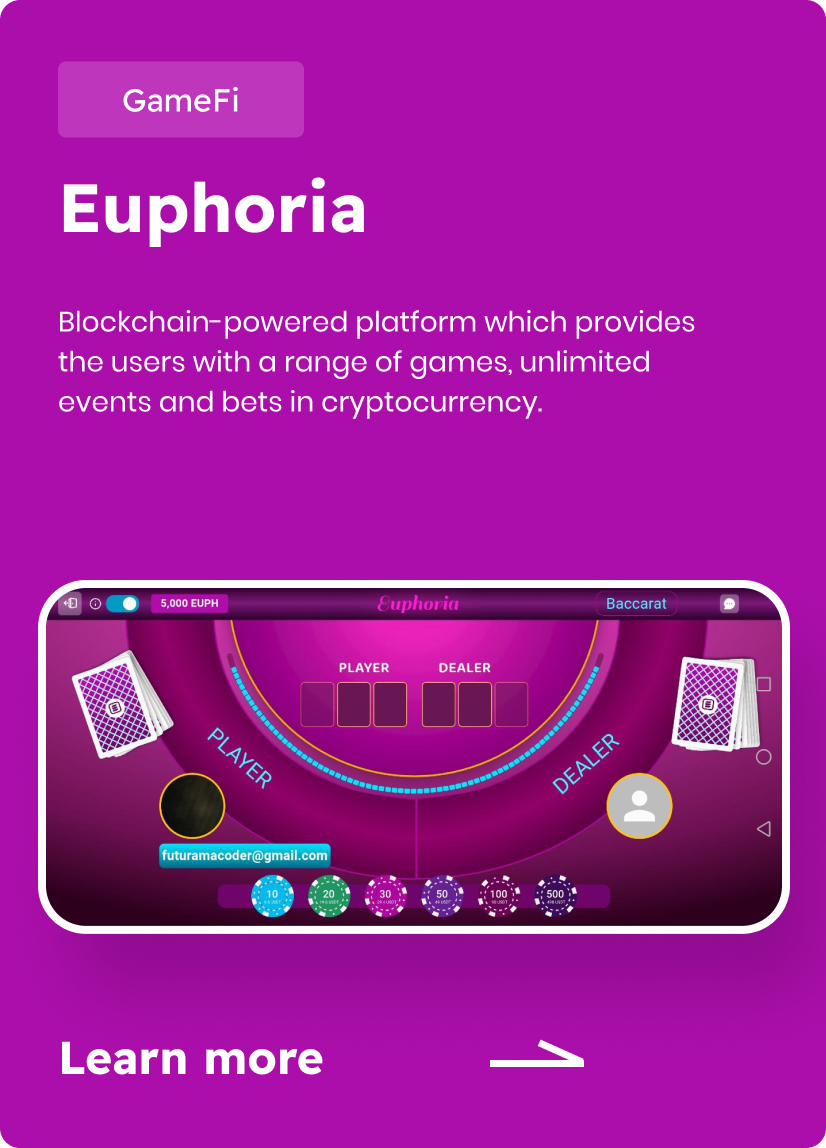 GameFi
Euphoria
Blockchain-powered platform which provides
the users with a range of games, unlimited
events and bets in cryptocurrency.
5,000 EUPH
Euphoria
Baccarat
PLAYER DEALER
PLAYER
DEALER
futuramacoder@gmail.com
10 20 30 50 100 500
Learn more